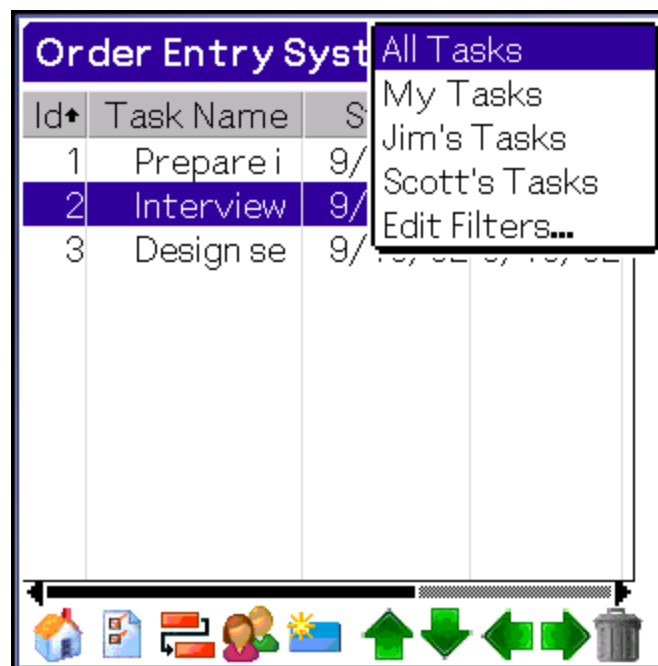 Order Entry Syst
All Tasks
My Tasks
Jim's Tasks
Scott's Tasks
Edit Filters...
Id Task Name S
1 Prepare i 9/
2 Interview 9/
3 Design se 9/